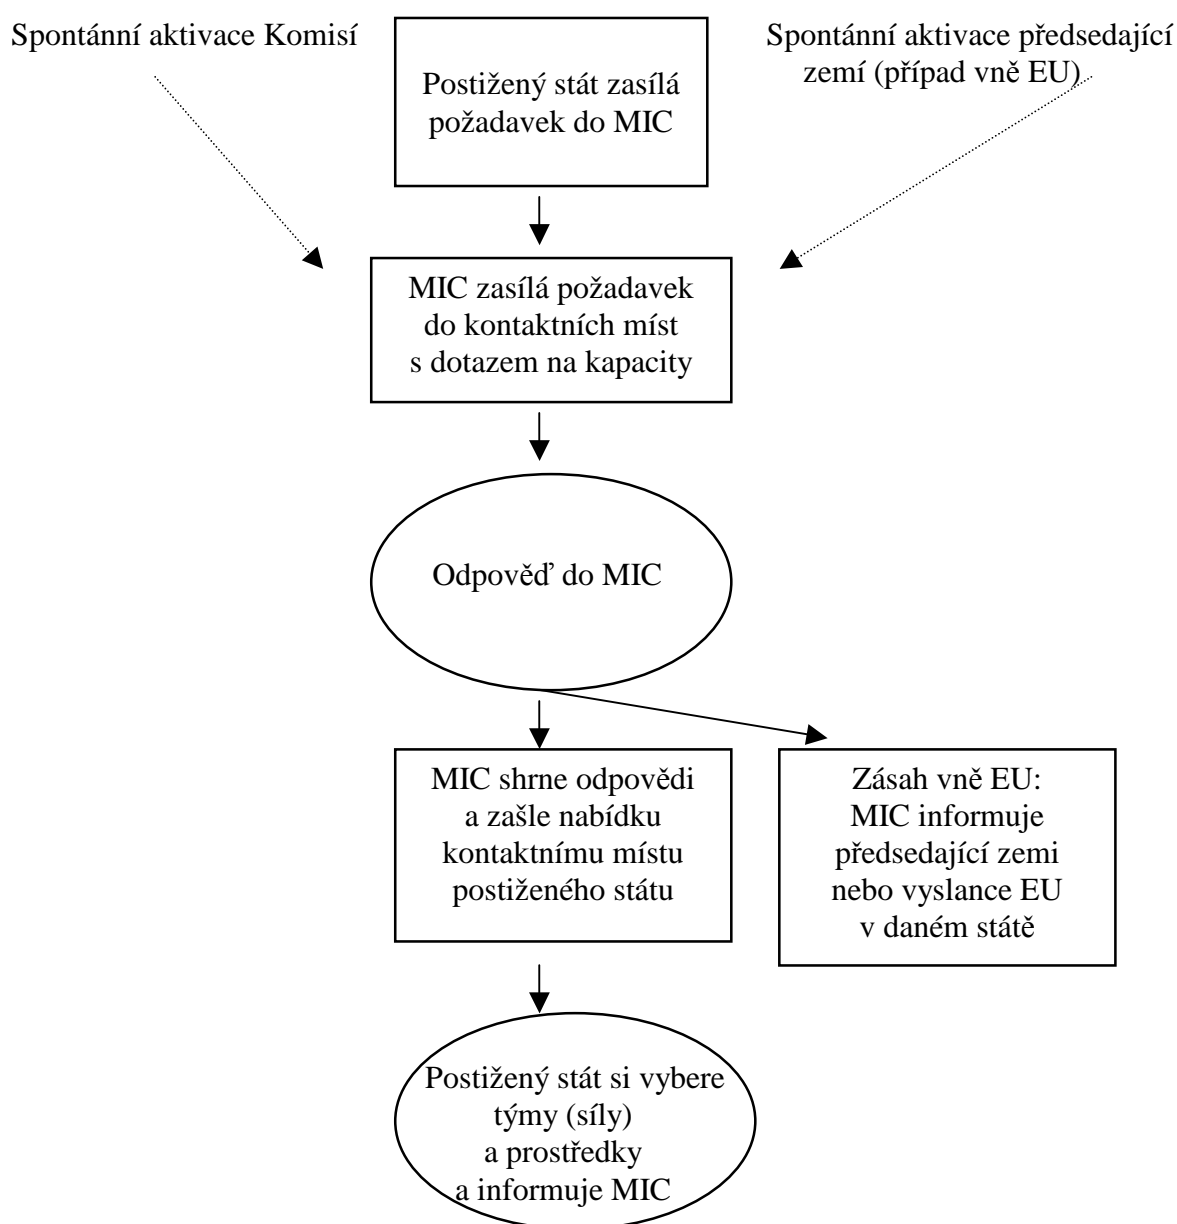 Spontánní aktivace Komisí
Spontánní aktivace předsedající
zemí (případ vně EU)
Postižený stát zasílá
požadavek do MIC
MIC zasílá požadavek
do kontaktních míst
s dotazem na kapacity
Odpověď do MIC
MIC shrne odpovědi
a zašle nabídku
kontaktnímu místu
postiženého státu
Zásah vně EU:
MIC informuje
předsedající zemi
nebo vyslance EU
v daném státě
Postižený stát si vybere
týmy (síly)
a prostředky
a informuje MIC